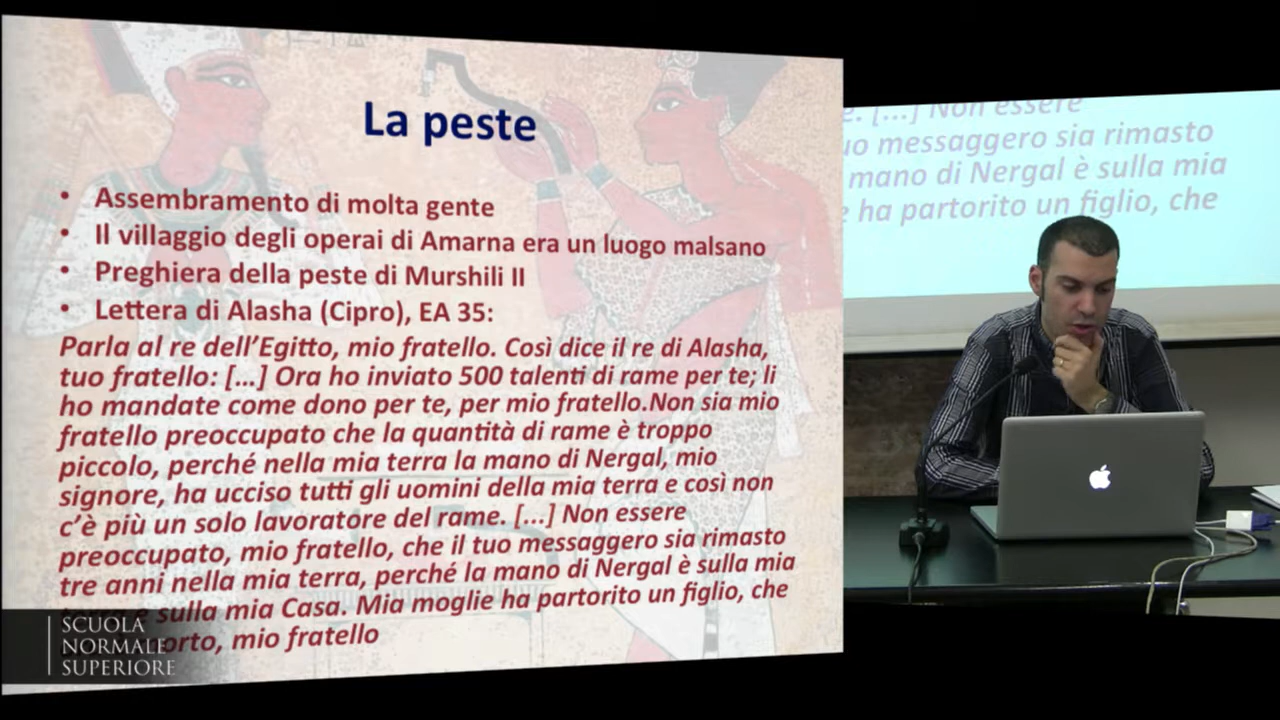 La peste
• Assembramento di molta gente
• Il villaggio degli operai di Amarna era un luogo malsano
• Preghiera della peste di Murshili II
• Lettera di Alasha (Cipro), EA 35:
Parla al re dell’Egitto, mio fratello. Così dice il re di Alasha,
tuo fratello: [...] Ora ho inviato 500 talenti di rame per te; li
ho mandate come dono per te, per mio fratello.Non sia mio
fratello preoccupato che la quantità di rame è troppo
piccolo, perché nella mia terra la mano di Nergal, mio
signore, ha ucciso tutti gli uomini della mia terra e così non
c’è più un solo lavoratore del rame. [...] Non essere
preoccupato, mio fratello, che il tuo messaggero sia rimasto
tre anni nella mia terra, perché la mano di Nergal è sulla mia
terra e sulla mia Casa. Mia moglie ha partorito un figlio, che
mio fratello
SCUOLA
NORMALE
SUPERIORE
[...] Non essere
messaggero sia rimasto
mano di Nergal è sulla mia
ha partorito un figlio, che